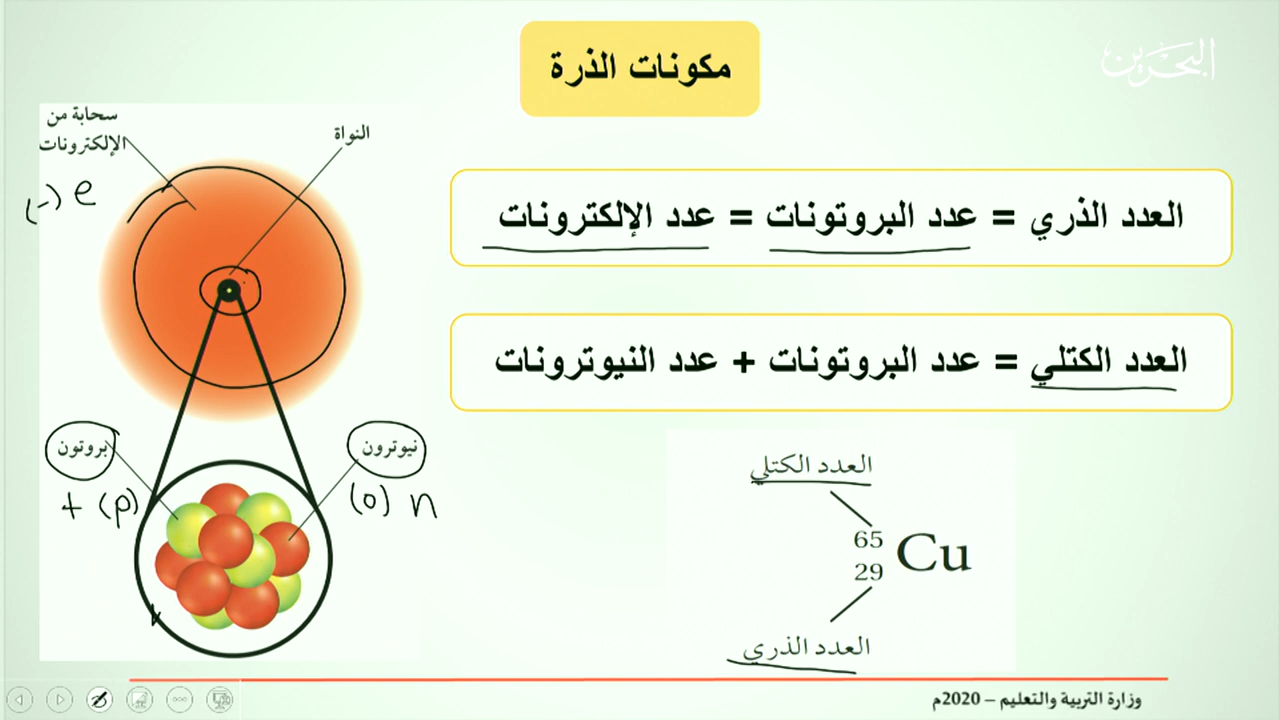 مكونات الذرة
البحرين
سحابة من
الإلكترونات
النواة
(-) e
العدد الذري = عدد البروتونات = عدد الإلكترونات
العدد الكتلي = عدد البروتونات + عدد النيوترونات
بروتون
نيوترون
+ (p)
(o) n
العدد الكتلي
65
29
Cu
العدد الذري
وزارة التربية والتعليم – 2020م